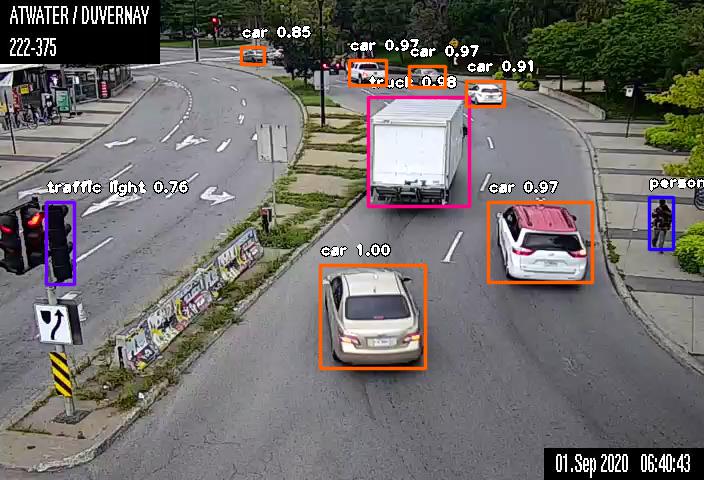 ATWATER / DUVERNAY
222-375
car 0.85
car 0.97
car 0.97
car 0.91
truck 0.98
traffic light 0.76
car 0.97
person
car 1.00
01.Sep 2020 06:40:43